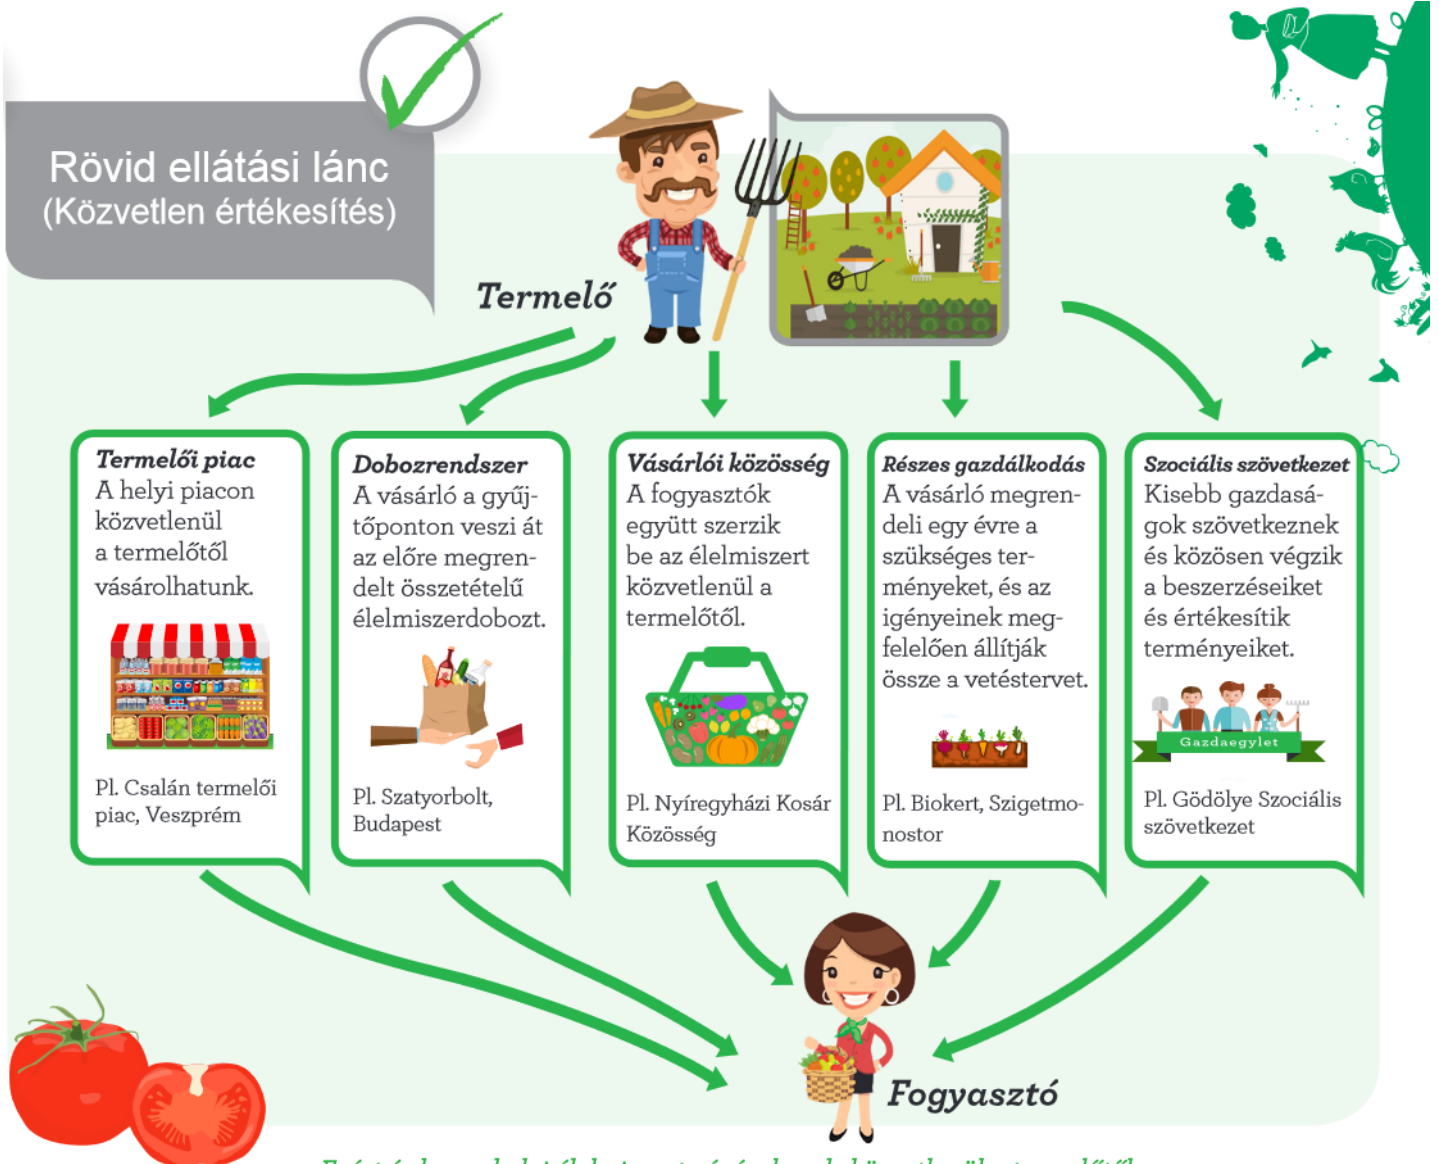 Rövid ellátási lánc
(Közvetlen értékesítés)
Termelő
Termelői piac
A helyi piacon
közvetlenül
a termelőtől
vásárolhatunk.
Pl. Csalán termelői
piac, Veszprém
Dobozrendszer
A vásárló a gyűj-
tőponton veszi át
az előre megren-
delt összetételű
élelmiszerdobozt.
Pl. Szatyorbolt,
Budapest
Vásárlói közösség
A fogyasztók
együtt szerzik
be az élelmiszert
közvetlenül a
termelőtől.
Pl. Nyíregyházi Kosár
Közösség
Részes gazdálkodás
A vásárló megren-
deli egy évre a
szükséges ter-
ményeket, és az
igényeinek meg-
felelően állítják
össze a vetéstervet.
Pl. Biokert, Szigetmo-
nostor
Szociális szövetkezet
Kisebb gazdasá-
gok szövetkeznek
és közösen végzik
a beszerzéseiket
és értékesítik
terményeiket.
Gazdaegylet
Pl. Gödölye Szociális
szövetkezet
Fogyasztó